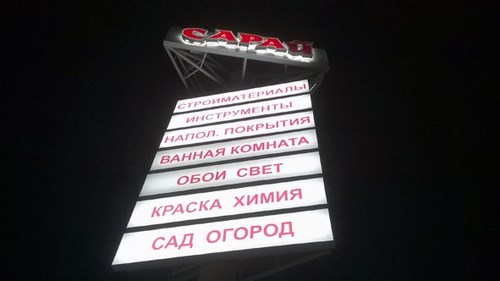 САРАЙ
СТРОЙМАТЕРИАЛЫ
ИНСТРУМЕНТЫ
НАПОЛ. ПОКРЫТИЯ
ВАННАЯ КОМНАТА
ОБОИ СВЕТ
КРАСКА ХИМИЯ
САД ОГОРОД